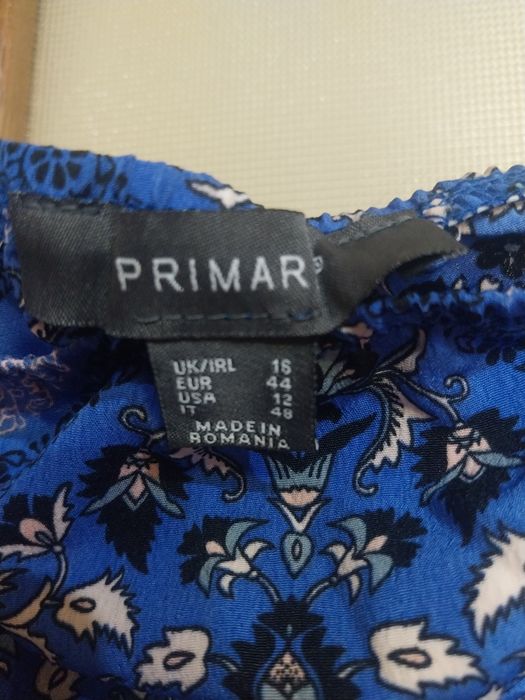 PRIMAR
UK/IRL 16
EUR 44
USA 12
IT 48
MADE IN
ROMANIA